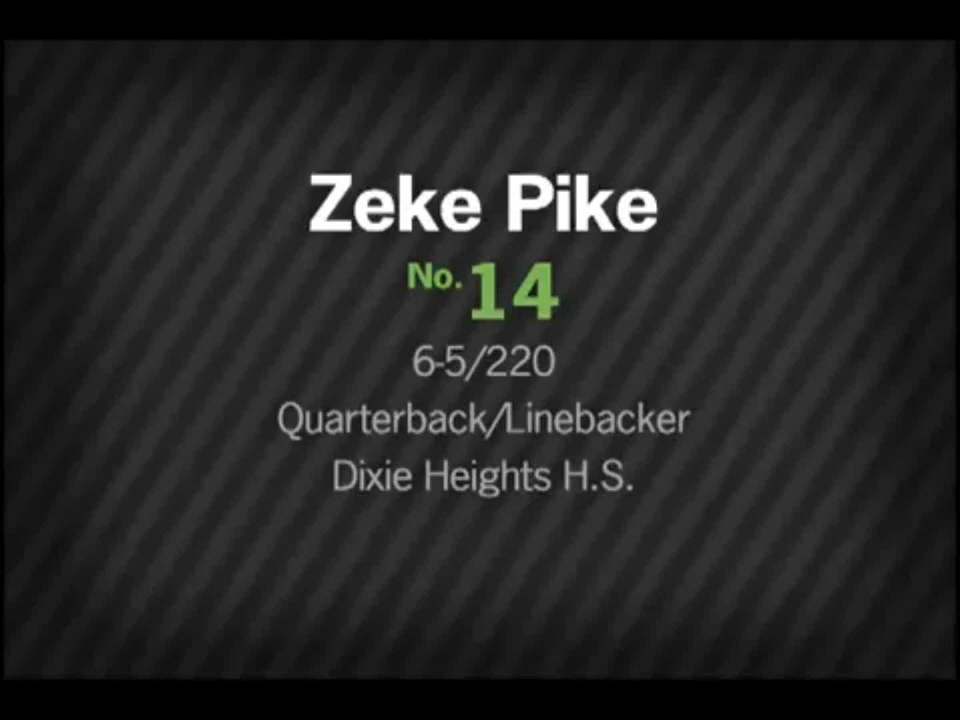 Zeke Pike
No. 14
6-5/220
Quarterback/Linebacker
Dixie Heights H.S.